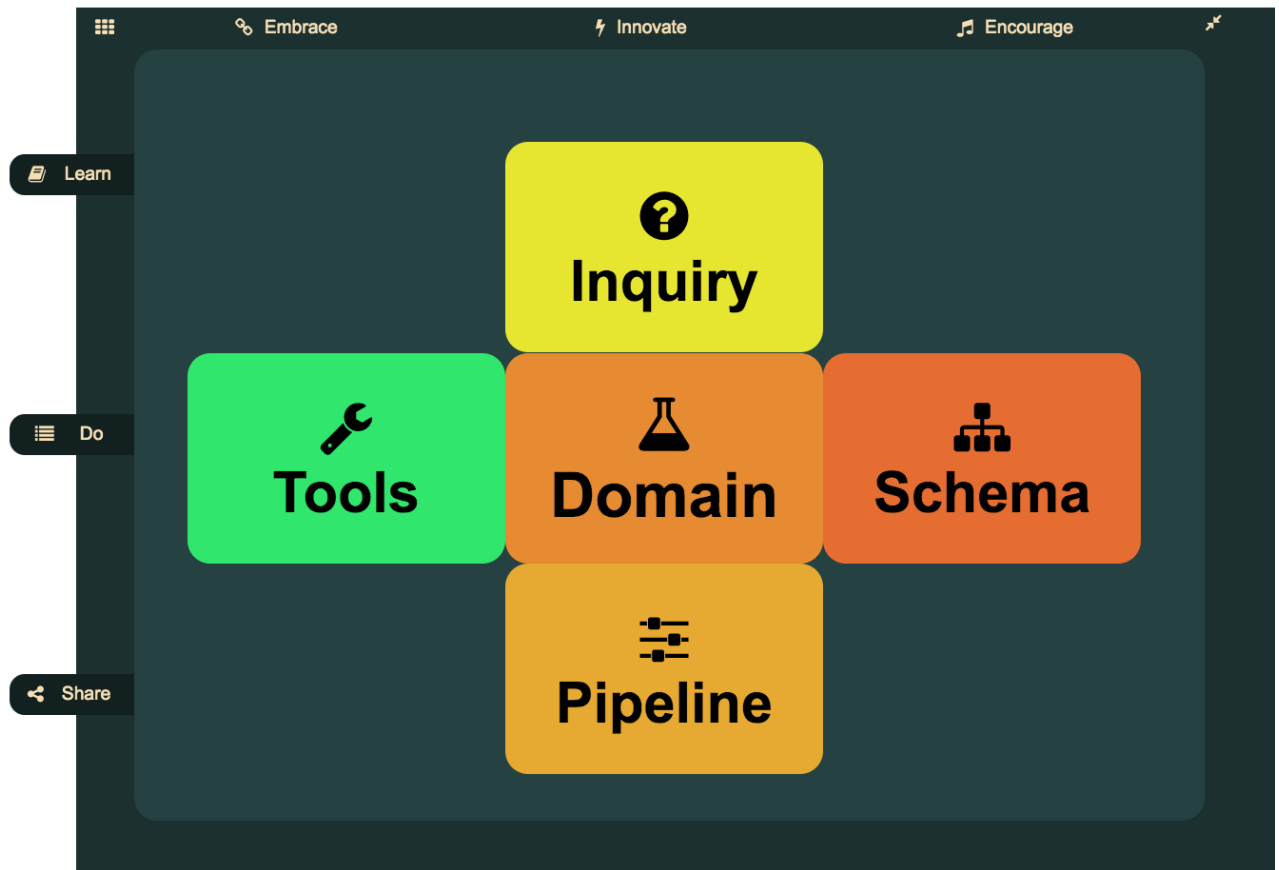 Embrace
Innovate
Encourage
Learn
Inquiry
Do
Tools
Domain
Schema
Share
Pipeline